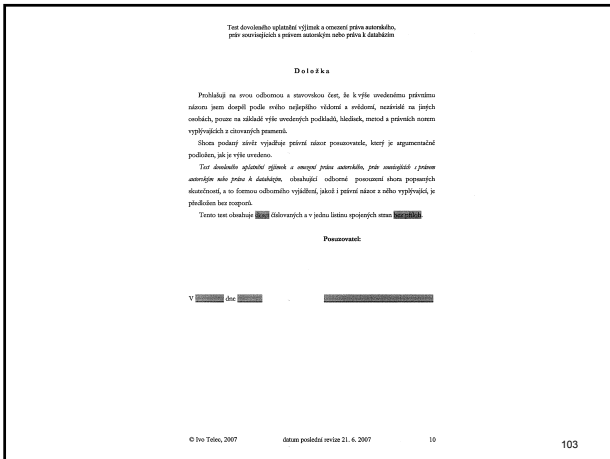 Test dovoleného uplatnění výjimek a omezení práva autorského,
práv souvisejících s právem autorským nebo práva k databázím
Doložka
Prohlašuji na svou odbornou a stavovskou čest, že k výše uvedenému právnímu
názoru jsem dospěl podle svého nejlepšího vědomí a svědomí, nezávislé na jiných
osobách, pouze na základě výše uvedených podkladů, hledisek, metod a právních norem
vyplývajících z citovaných pramenů.
Shora podaný závěr vyjadřuje právní názor posuzovatele, který je argumentačně
podložen, jak je výše uvedeno.
Test dovoleného uplatnění výjimek a omezení práva autorského, práv souvisejících s právem
autorským nebo práva k databázím, obsahující odborné posouzení shora popsaných
skutečností, a to formou odborného vyjádření, jakož i právní názor z něho vyplývající, je
předložen bez rozporů.
Tento test obsahuje číslovaných a v jednu listinu spojených stran bez příloh.
Posuzovatel:
V dne
© Ivo Telec, 2007 datum poslední revize 21. 6. 2007 10
103